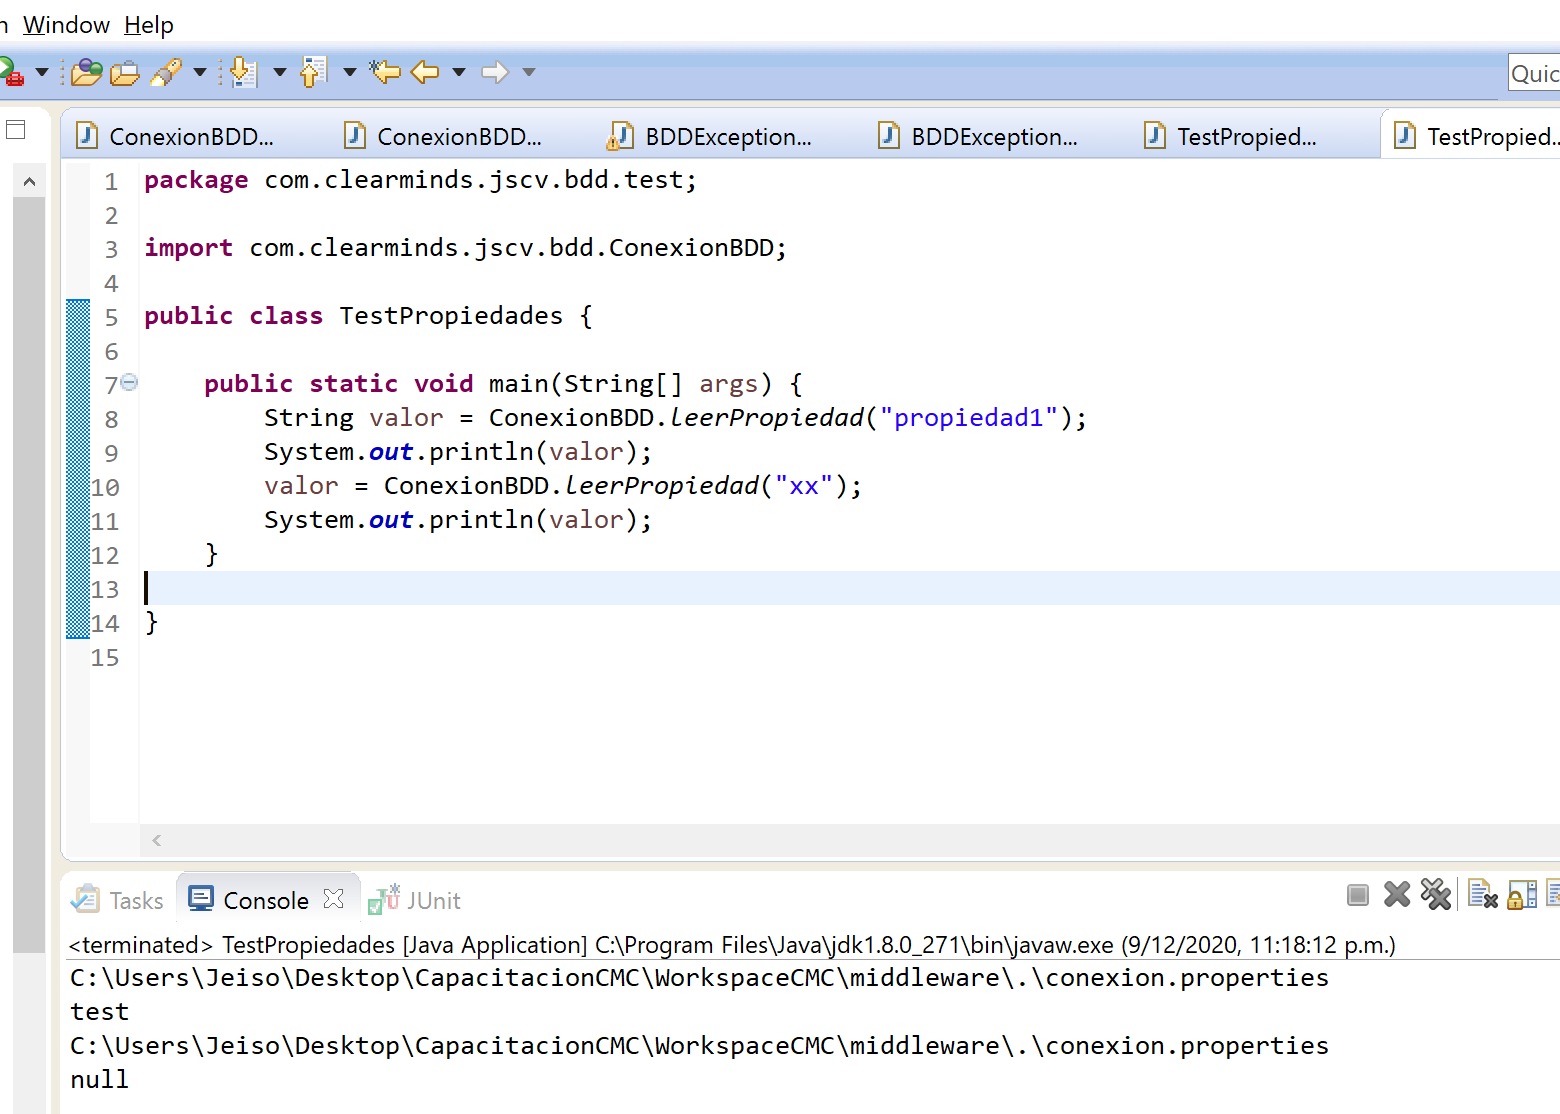 Window Help
Quic
ConexionBDD... ConexionBDD... BDDException... BDDException... TestPropied... TestPropied...
1 package com.clearminds.jscv.bdd.test;
2
3 import com.clearminds.jscv.bdd.ConexionBDD;
4
5 public class TestPropiedades {
6
7 public static void main(String[] args) {
8 String valor = ConexionBDD.leerPropiedad("propiedad1");
9 System.out.println(valor);
10 valor = ConexionBDD.leerPropiedad("xx");
11 System.out.println(valor);
12 }
13
14 }
15
Tasks Console JUnit
<terminated> TestPropiedades [Java Application] C:\Program Files\Java\jdk1.8.0_271\bin\javaw.exe (9/12/2020, 11:18:12 p.m.)
C:\Users\Jeiso\Desktop\CapacitacionCMC\WorkspaceCMC\middleware\.\conexion.properties
test
C:\Users\Jeiso\Desktop\CapacitacionCMC\WorkspaceCMC\middleware\.\conexion.properties
null